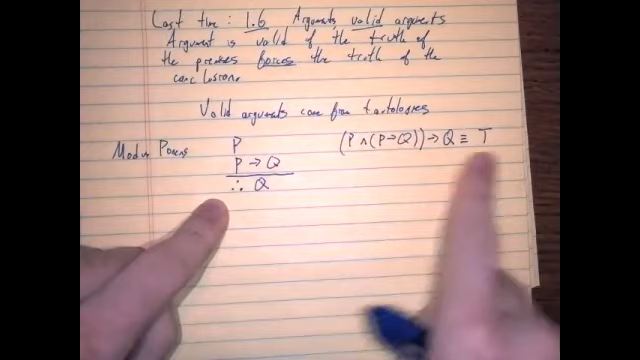 Last time: 1.6 Arguments valid arguments
Argument is valid if the truth of
the premises forces the truth of the
conclusion.
Valid arguments come from tautologies
Modus Ponens
P
P → Q
∴ Q
(P ∧ (P→Q)) → Q ≡ T